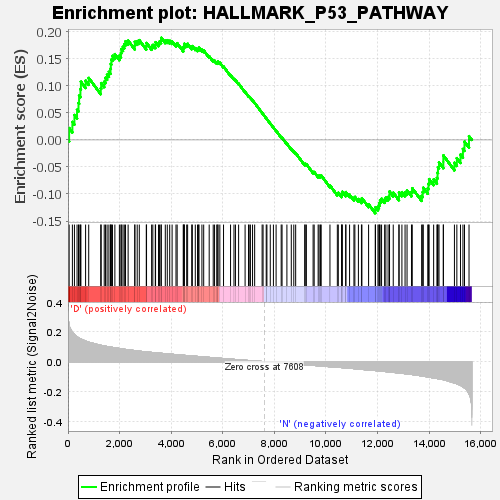 Enrichment plot: HALLMARK_P53_PATHWAY
Enrichment score (ES)
0.20
0.15
0.10
0.05
0.00
-0.05
-0.10
-0.15
Ranked list metric (Signal2Noise)
'D' (positively correlated)
0.4
0.2
0.0
-0.2
-0.4
Zero cross at 7608
'N' (negatively correlated)
0
2,000
4,000
6,000
8,000
10,000
12,000
14,000
16,000
Rank in Ordered Dataset
Enrichment profile
Hits
Ranking metric scores